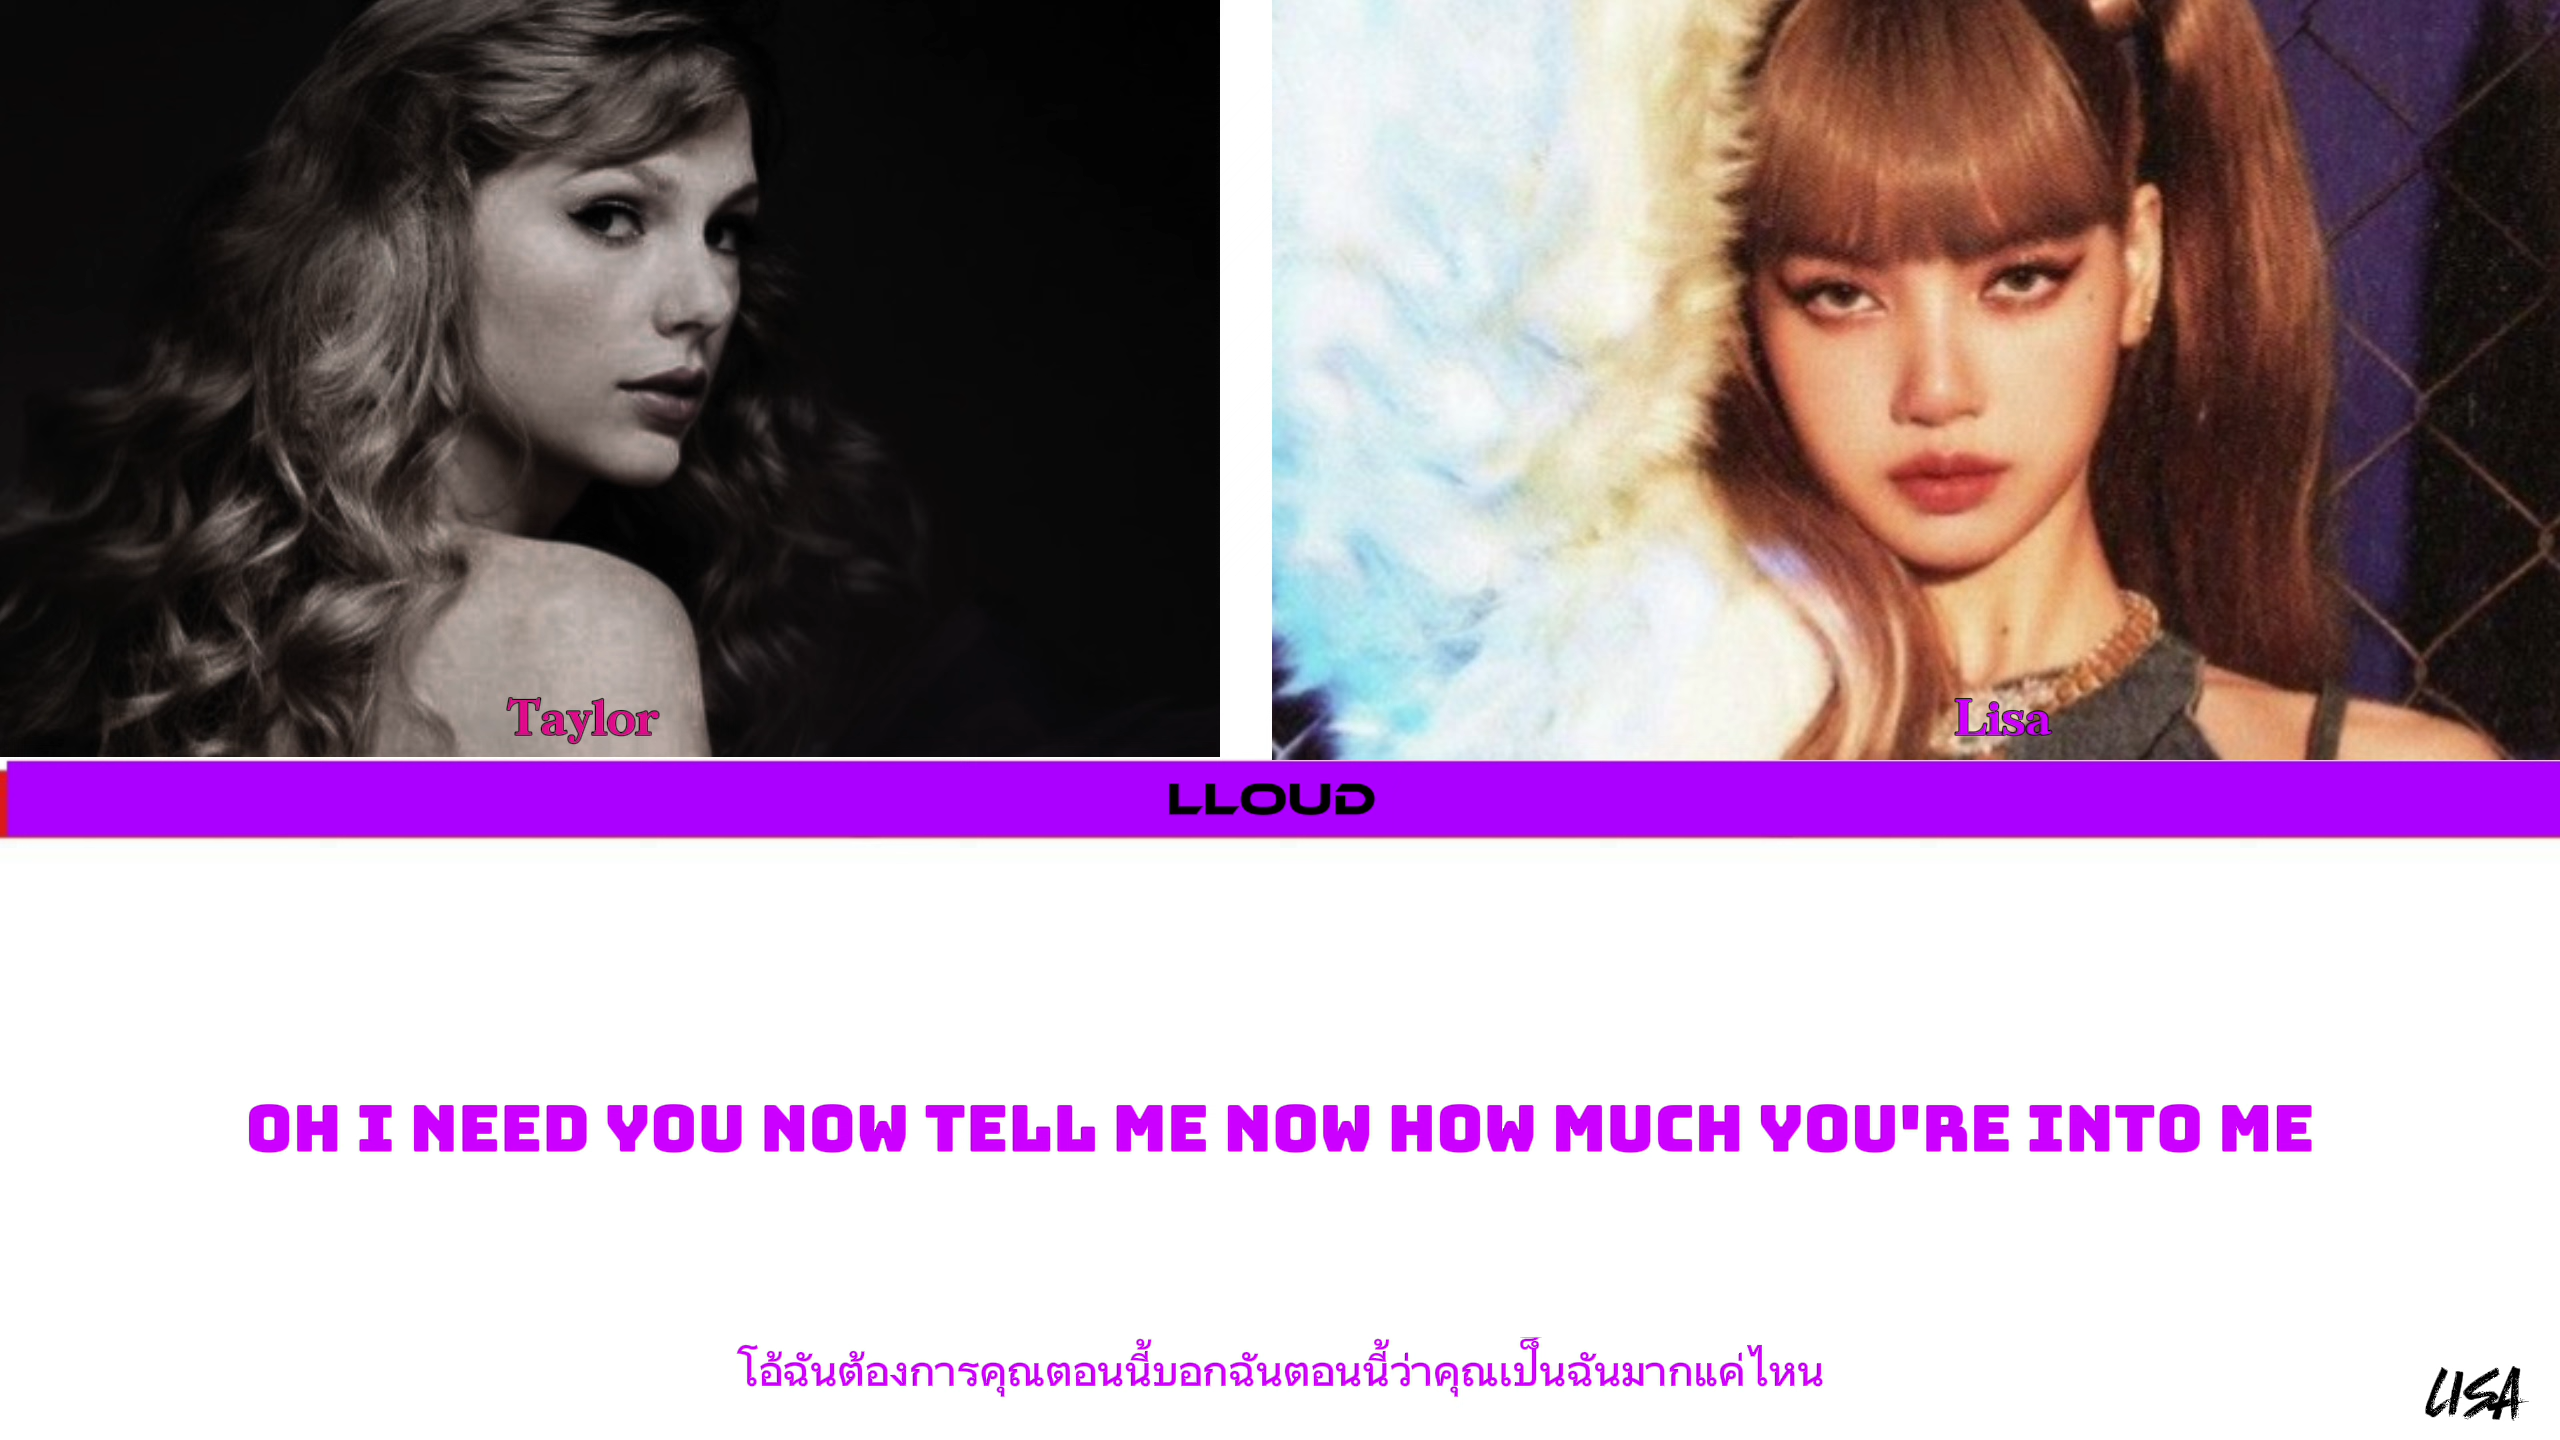 Taylor
Lisa
LLOUD
OH I NEED YOU NOW TELL ME NOW HOW MUCH YOU'RE INTO ME
โอ้ฉันต้องการคุณตอนนี้บอกฉันตอนนี้ว่าคุณเป็นฉันมากแค่ไหน
LISA